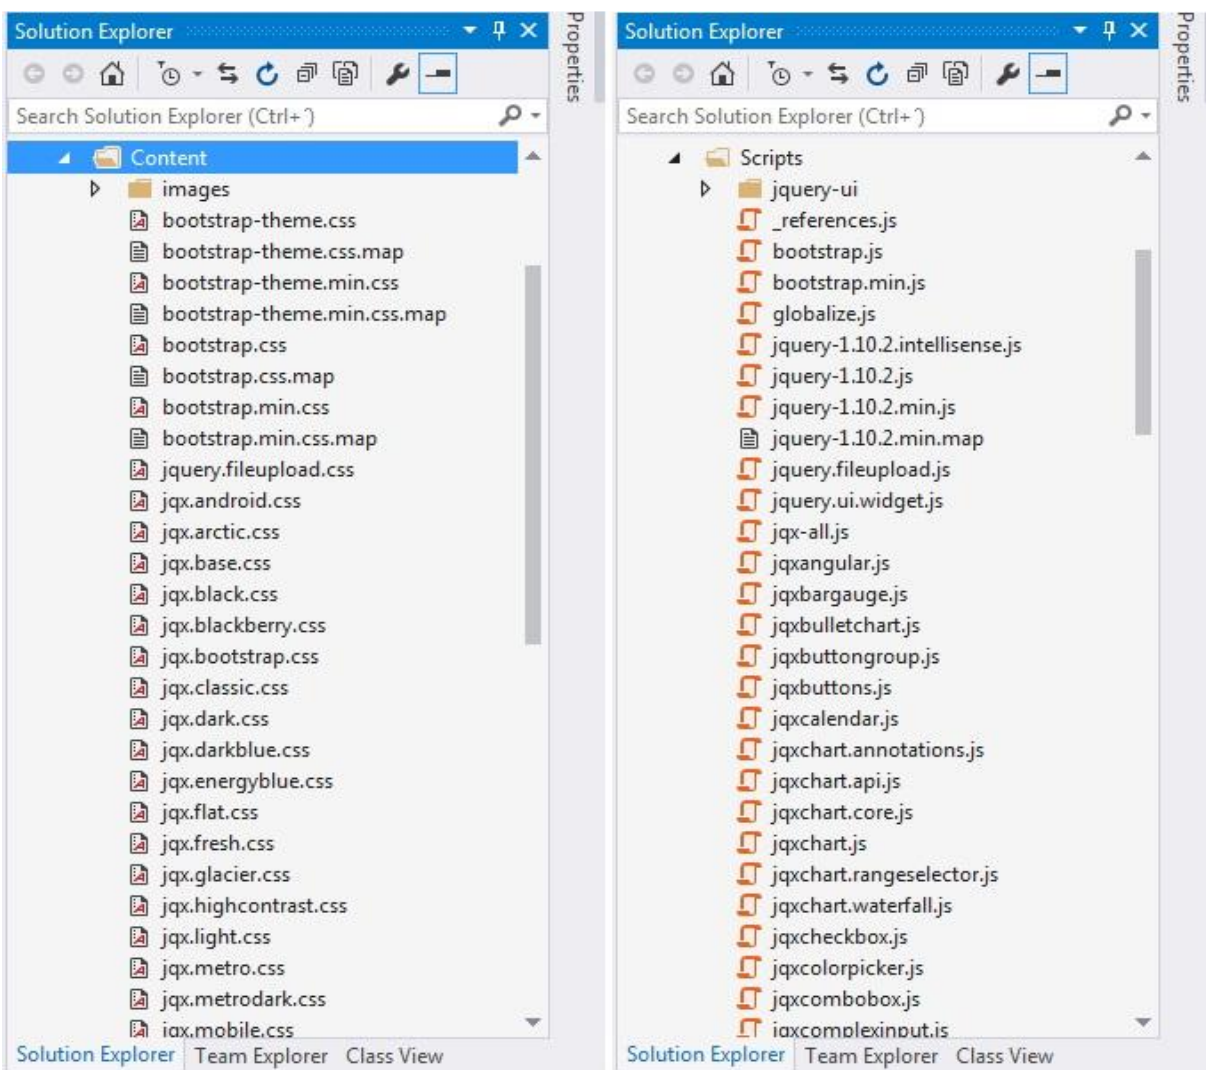 Solution Explorer
Search Solution Explorer (Ctrl+ˇ)
Content
images
bootstrap-theme.css
bootstrap-theme.css.map
bootstrap-theme.min.css
bootstrap-theme.min.css.map
bootstrap.css
bootstrap.css.map
bootstrap.min.css
bootstrap.min.css.map
jquery.fileupload.css
jqx.android.css
jqx.arctic.css
jqx.base.css
jqx.black.css
jqx.blackberry.css
jqx.bootstrap.css
jqx.classic.css
jqx.dark.css
jqx.darkblue.css
jqx.energyblue.css
jqx.flat.css
jqx.fresh.css
jqx.glacier.css
jqx.highcontrast.css
jqx.light.css
jqx.metro.css
jqx.metrodark.css
jqx.mobile.css
Solution Explorer Team Explorer Class View
Properties
Solution Explorer
Search Solution Explorer (Ctrl+ˇ)
Scripts
jquery-ui
_references.js
bootstrap.js
bootstrap.min.js
globalize.js
jquery-1.10.2.intellisense.js
jquery-1.10.2.js
jquery-1.10.2.min.js
jquery-1.10.2.min.map
jquery.fileupload.js
jquery.ui.widget.js
jqx-all.js
jqxangular.js
jqxbargauge.js
jqxbulletchart.js
jqxbuttongroup.js
jqxbuttons.js
jqxcalendar.js
jqxchart.annotations.js
jqxchart.api.js
jqxchart.core.js
jqxchart.js
jqxchart.rangeselector.js
jqxchart.waterfall.js
jqxcheckbox.js
jqxcolorpicker.js
jqxcombobox.js
jqxcomplexinput.js
Solution Explorer Team Explorer Class View
Properties